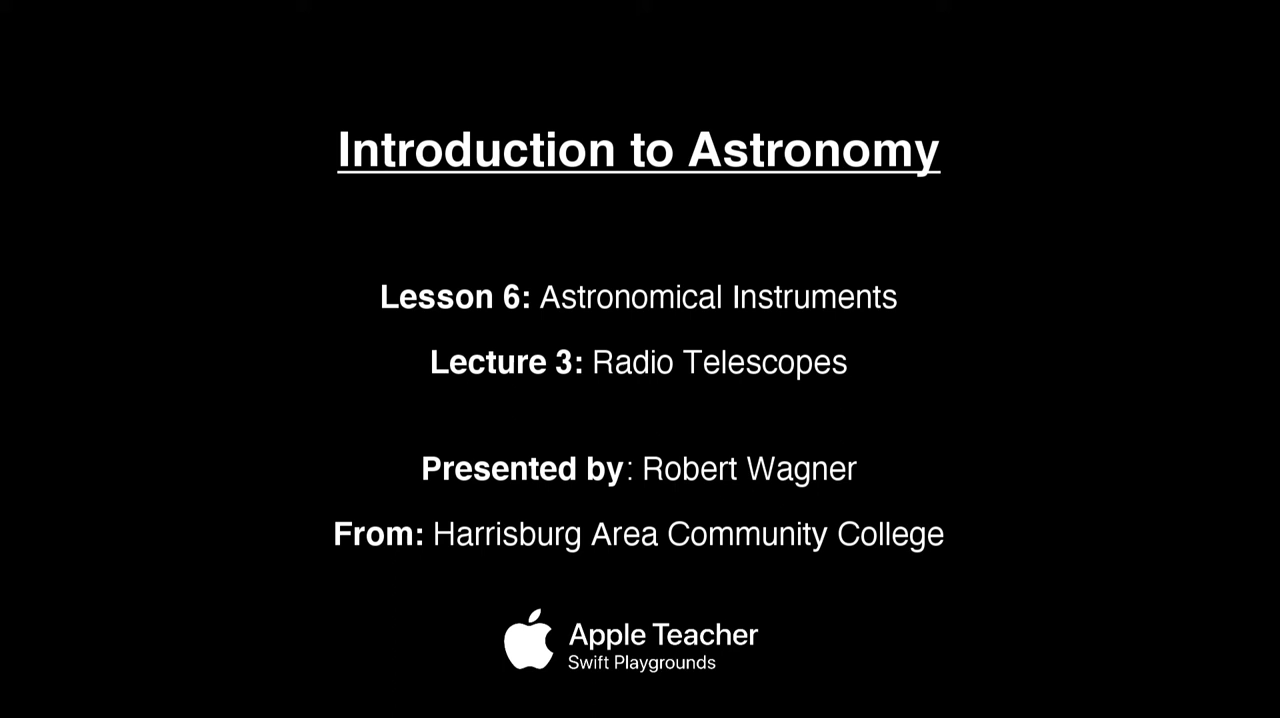 Introduction to Astronomy
Lesson 6: Astronomical Instruments
Lecture 3: Radio Telescopes
Presented by: Robert Wagner
From: Harrisburg Area Community College
Apple Teacher
Swift Playgrounds